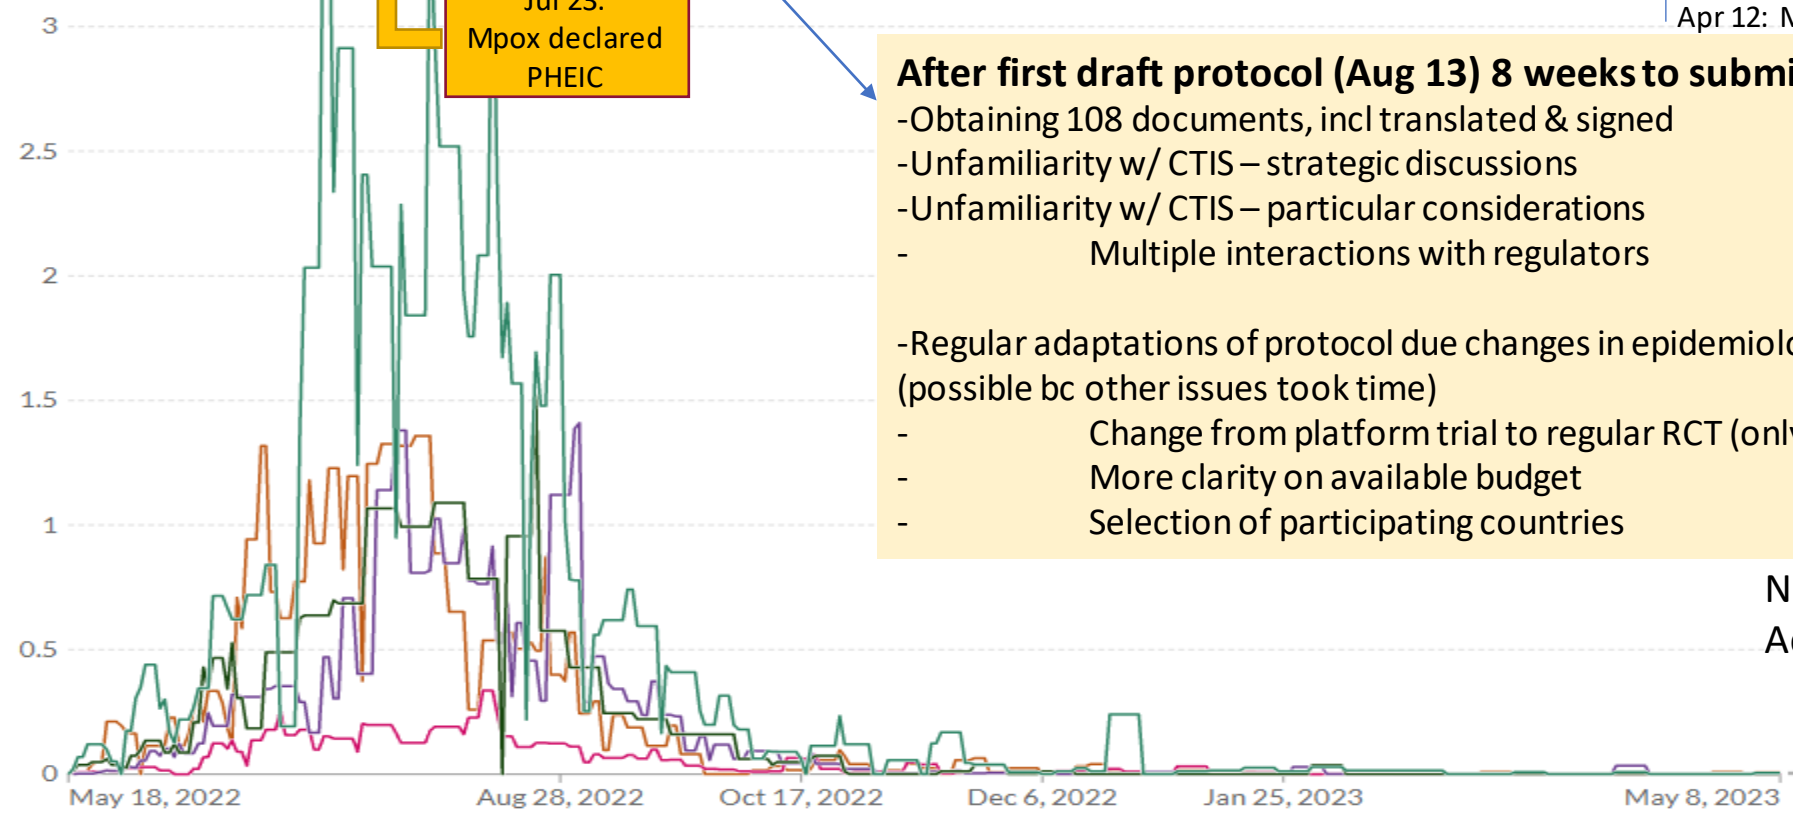 Jul 23:
Mpox declared
PHEIC
Apr 12:
After first draft protocol (Aug 13) 8 weeks to
-Obtaining 108 documents, incl translated & signed
-Unfamiliarity w/ CTIS – strategic discussions
-Unfamiliarity w/ CTIS – particular considerations
- Multiple interactions with regulators
-Regular adaptations of protocol due changes in
(possible bc other issues took time)
- Change from platform trial to regular RCT
- More clarity on available budget
- Selection of participating countries
3
2.5
2
1.5
1
0.5
0
May 18, 2022
Aug 28, 2022
Oct 17, 2022
Dec 6, 2022
Jan 25, 2023
May 8, 2023